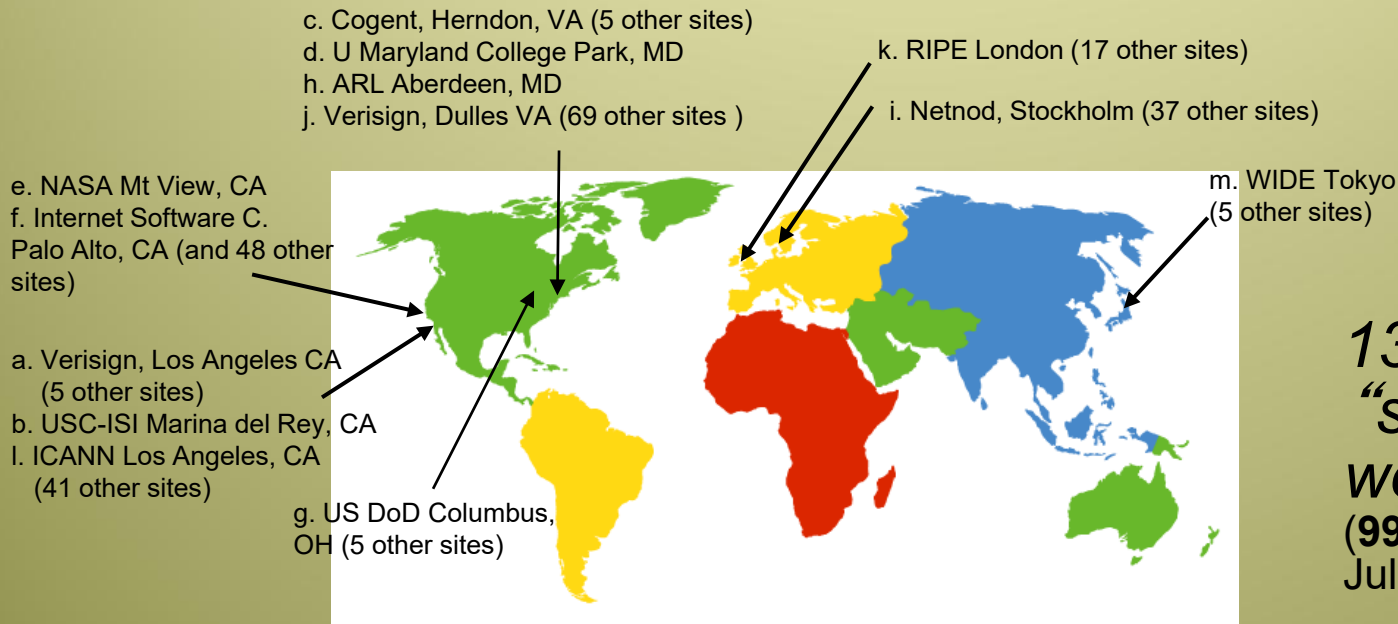 c. Cogent, Herndon, VA (5 other sites)
d. U Maryland College Park, MD
h. ARL Aberdeen, MD
j. Verisign, Dulles VA (69 other sites )
k. RIPE London (17 other sites)
i. Netnod, Stockholm (37 other sites)
m. WIDE Tokyo
(5 other sites)
e. NASA Mt View, CA
f. Internet Software C.
Palo Alto, CA (and 48 other
sites)
a. Verisign, Los Angeles CA
(5 other sites)
b. USC-ISI Marina del Rey, CA
l. ICANN Los Angeles, CA
(41 other sites)
g. US DoD Columbus,
OH (5 other sites)
13
(99